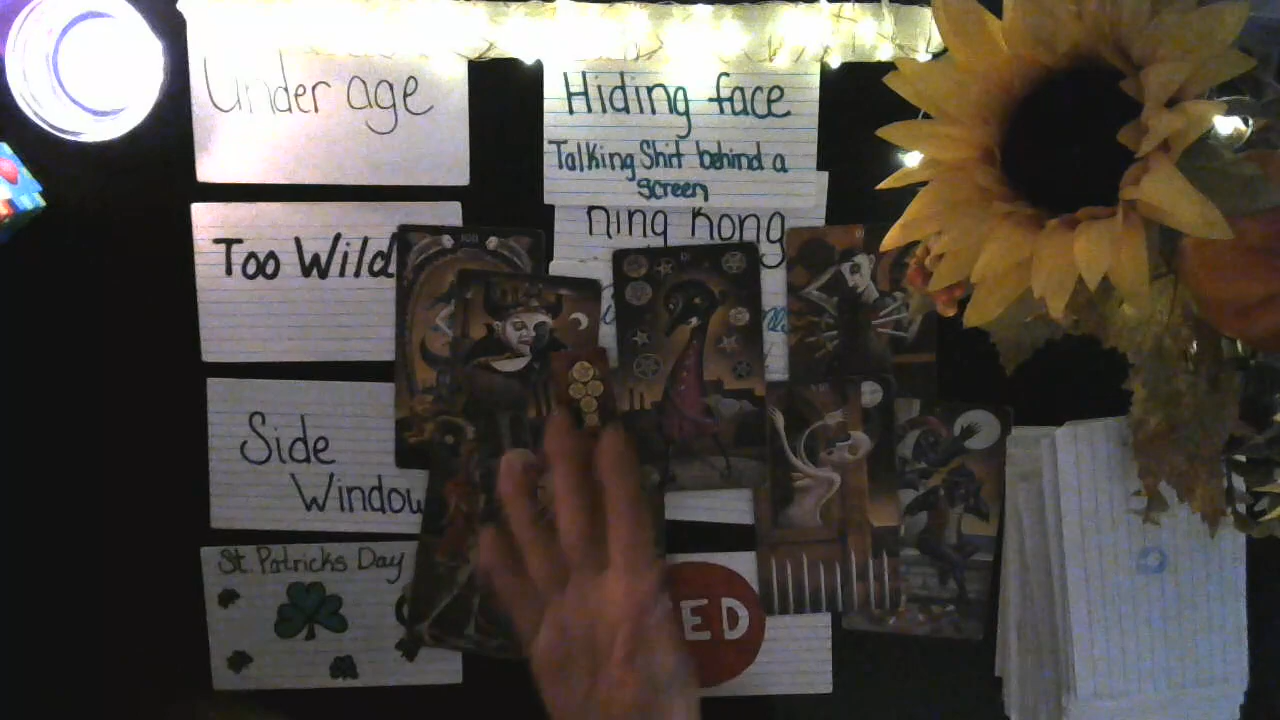 Under age
Hiding face
Talking Shit behind a
screen
King Kong
Too Wild
Side
Window
St. Patricks Day
ED